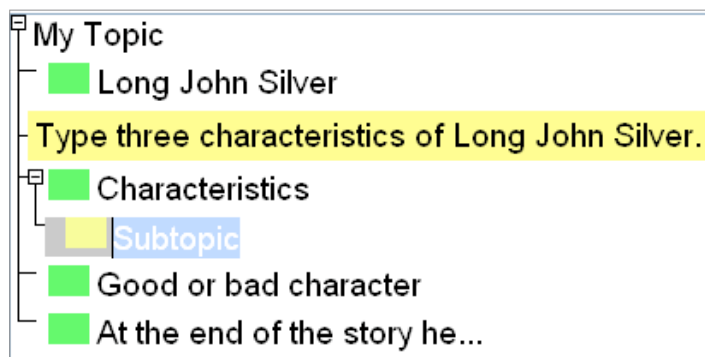 My Topic
Long John Silver
Type three characteristics of Long John Silver.
Characteristics
Subtopic
Good or bad character
At the end of the story he...